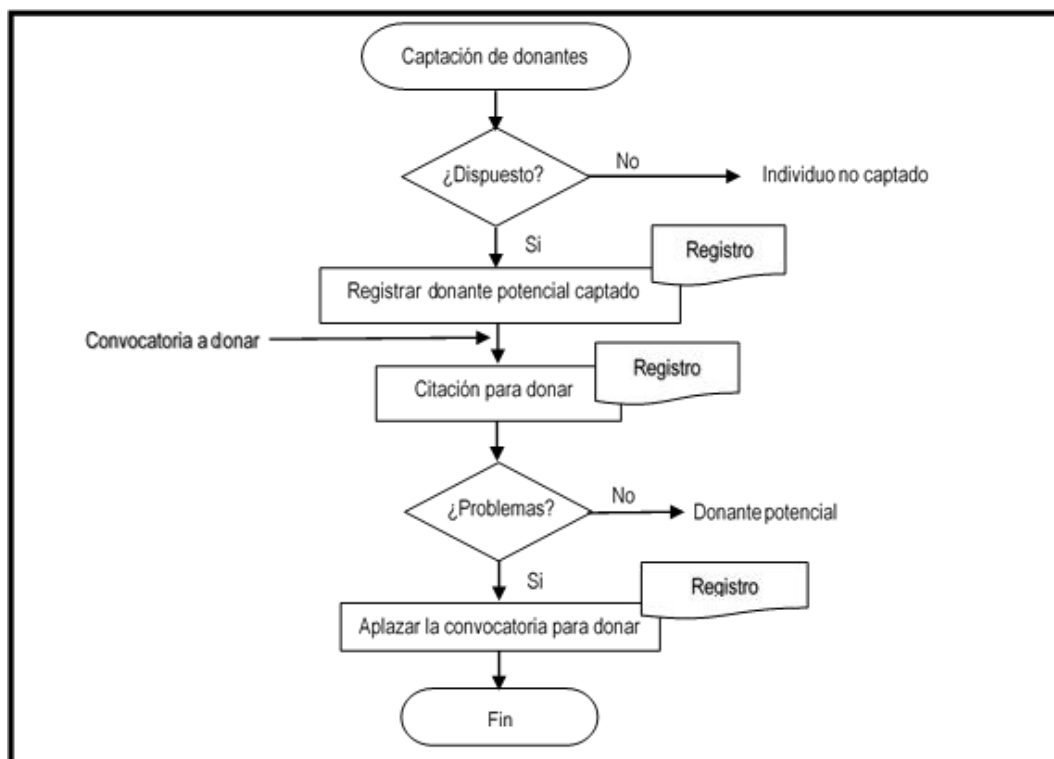 Captación de donantes
¿Dispuesto?
No
Individuo no captado
Si
Registro
Registrar donante potencial captado
Convocatoria a donar
Registro
Citación para donar
¿Problemas?
No
Donante potencial
Si
Registro
Aplazar la convocatoria para donar
Fin